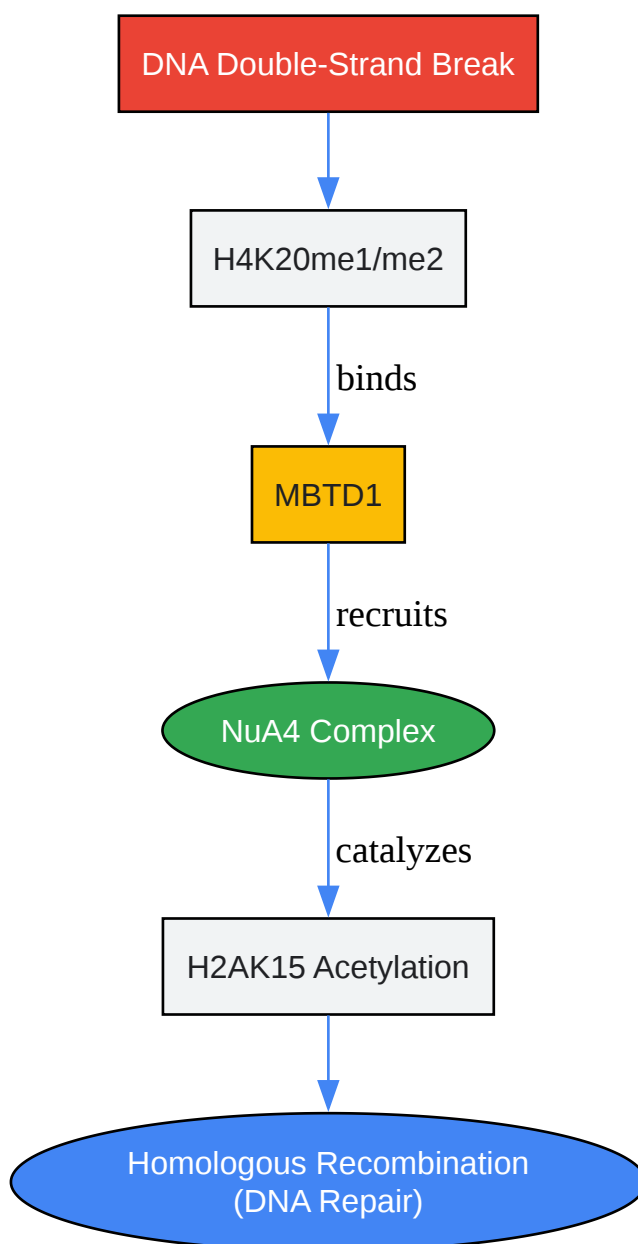 DNA Double-Strand Break
H4K20me1/me2
binds
MBTD1
recruits
NuA4 Complex
catalyzes
H2AK15 Acetylation
Homologous Recombination
(DNA Repair)